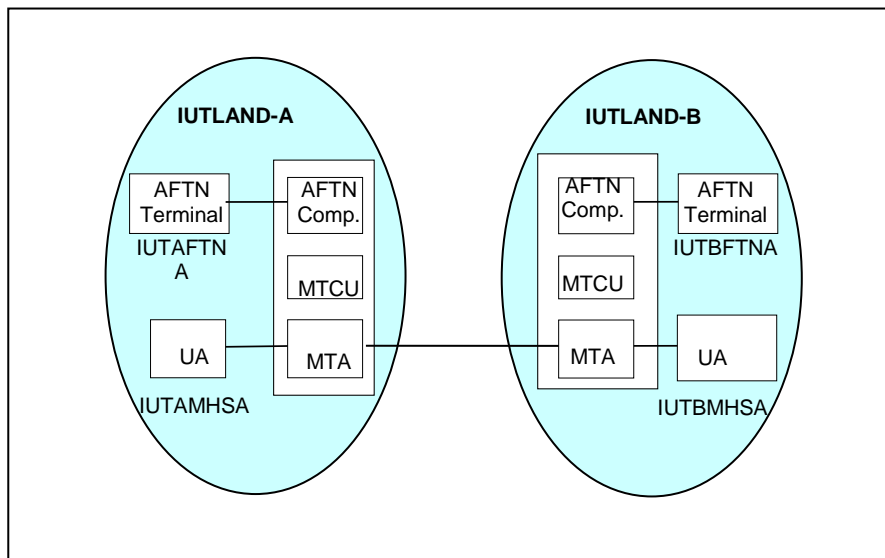 IUTLAND-A
AFTN
Terminal
IUTAFTN
A
AFTN
Comp.
MTCU
UA
MTA
IUTAMHSA
IUTLAND-B
AFTN
Comp.
AFTN
Terminal
IUTBFTNA
MTCU
MTA
UA
IUTBMHSA